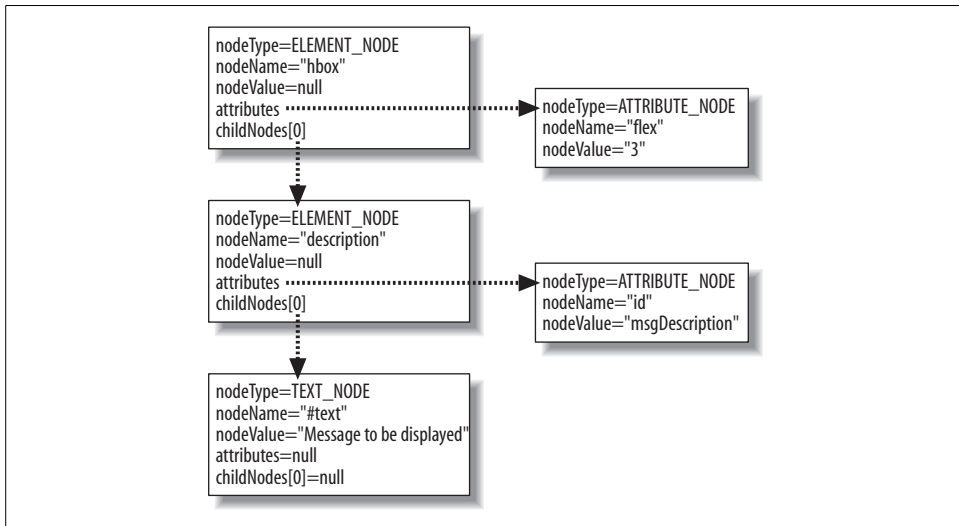 nodeType=ELEMENT_NODE
nodeName="hbox"
nodeValue=null
attributes
childNodes[0]
nodeType=ATTRIBUTE_NODE
nodeName="flex"
nodeValue="3"
nodeType=ELEMENT_NODE
nodeName="description"
nodeValue=null
attributes
childNodes[0]
nodeType=ATTRIBUTE_NODE
nodeName="id"
nodeValue="msgDescription"
nodeType=TEXT_NODE
nodeName="#text"
nodeValue="Message to be displayed"
attributes=null
childNodes[0]=null